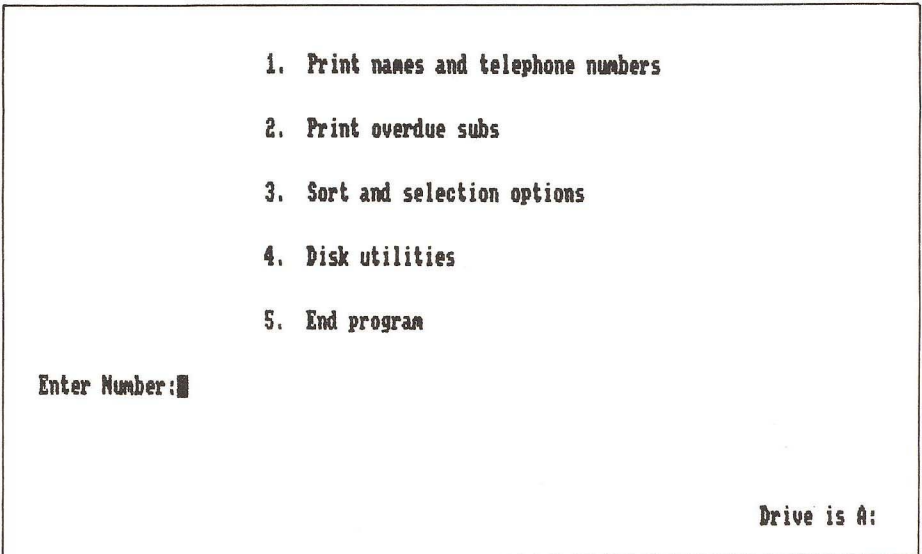 1. Print names and telephone numbers
2. Print overdue subs
3. Sort and selection options
4. Disk utilities
5. End program
Enter Number:
Drive is A: